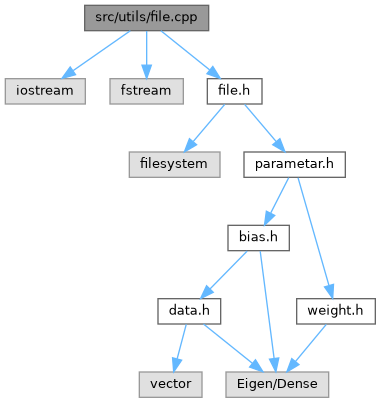 src/utils/file.cpp
iostream
fstream
file.h
filesystem
parametar.h
bias.h
data.h
weight.h
vector
Eigen/Dense